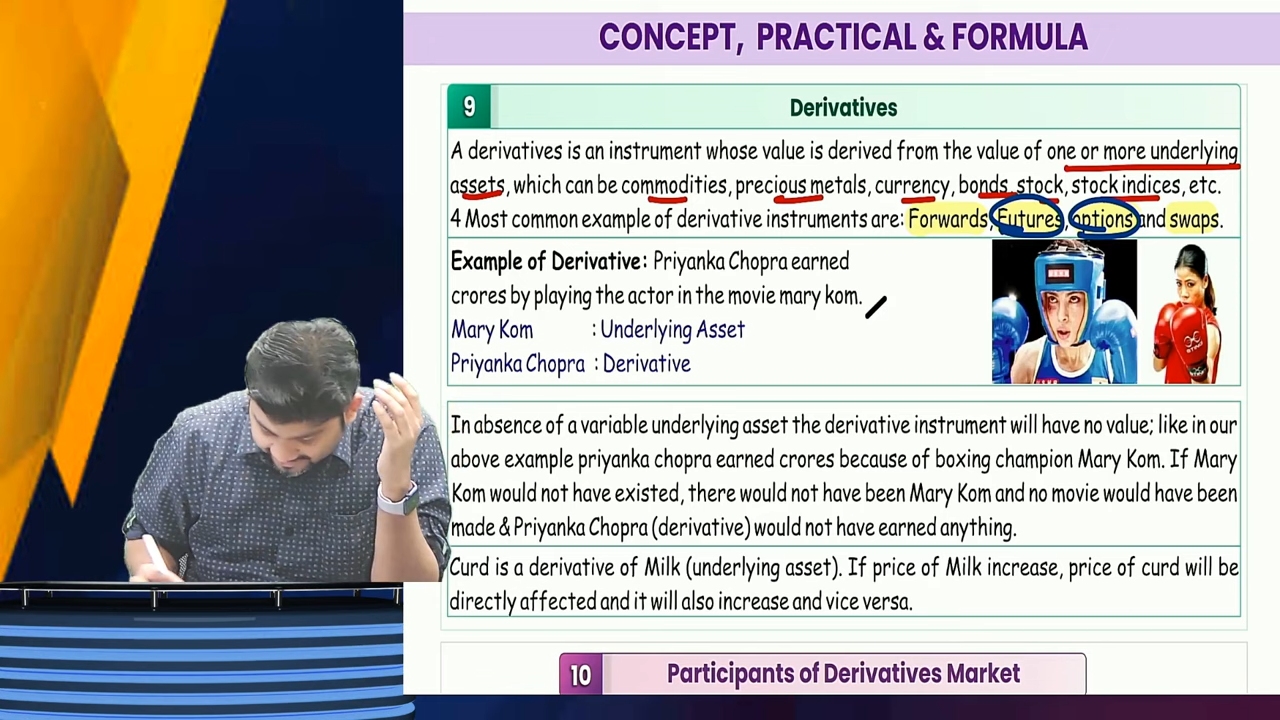 CONCEPT, PRACTICAL & FORMULA
9 Derivatives
A derivatives is an instrument whose value is derived from the value of one or more underlying
assets, which can be commodities, precious metals, currency, bonds, stock, stock indices, etc.
4 Most common example of derivative instruments are: Forwards, Futures, options and swaps.
Example of Derivative: Priyanka Chopra earned
crores by playing the actor in the movie mary kom.
Mary Kom : Underlying Asset
Priyanka Chopra : Derivative
In absence of a variable underlying asset the derivative instrument will have no value; like in our
above example priyanka chopra earned crores because of boxing champion Mary Kom. If Mary
Kom would not have existed, there would not have been Mary Kom and no movie would have been
made & Priyanka Chopra (derivative) would not have earned anything.
Curd is a derivative of Milk (underlying asset). If price of Milk increase, price of curd will be
directly affected and it will also increase and vice versa.
10 Participants of Derivatives Market